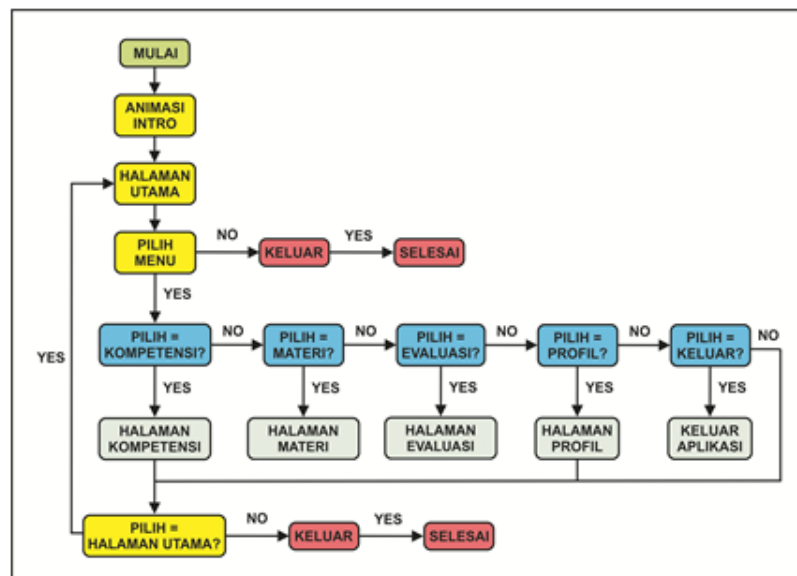 MULAI
ANIMASI
INTRO
HALAMAN
UTAMA
PILIH
MENU
NO
KELUAR
YES
SELESAI
YES
PILIH =
KOMPETENSI?
NO
PILIH =
MATERI?
NO
PILIH =
EVALUASI?
NO
PILIH =
PROFIL?
NO
PILIH =
KELUAR?
NO
YES
YES
YES
YES
YES
YES
HALAMAN
KOMPETENSI
HALAMAN
MATERI
HALAMAN
EVALUASI
HALAMAN
PROFIL
KELUAR
APLIKASI
PILIH =
HALAMAN UTAMA?
NO
KELUAR
YES
SELESAI